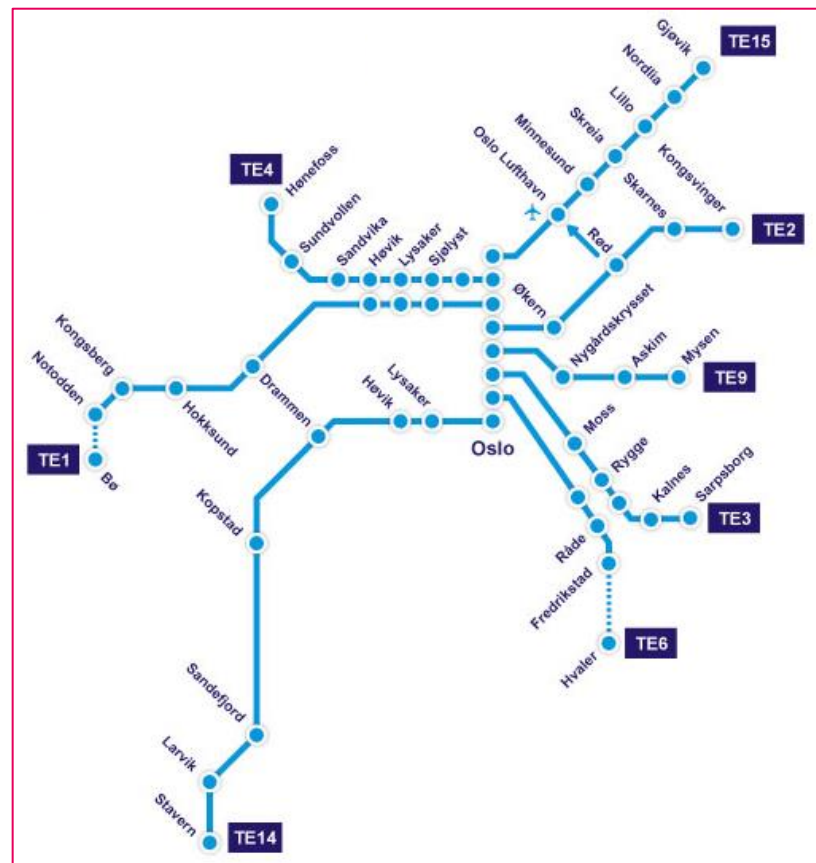 Gjøvik
TE15
Nordlia
Lillo
Skreia
Minnesund
Oslo Lufthavn
TE4
Hønefoss
Sundvollen
Sandvika
Høvik
Lysaker
Sjølyst
Kongsvinger
Skarnes
TE2
Rød
Økern
Kongsberg
Notodden
Hokksund
Drammen
TE1
Bø
Nygårdskrysset
Askim
Mysen
TE9
Lysaker
Høvik
Oslo
Moss
Rygge
Kalnes
Sarpsborg
TE3
Kopstad
Råde
Fredrikstad
Hvaler
TE6
Sandefjord
Larvik
Stavern
TE14